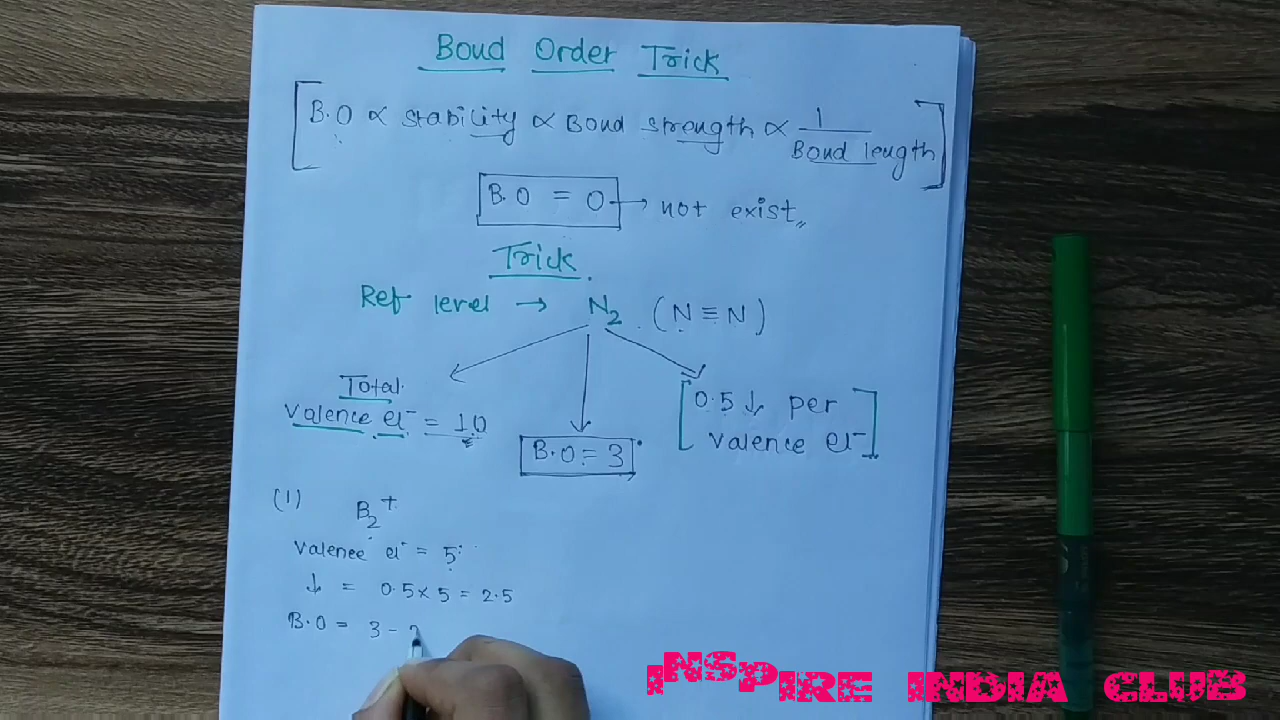 Bond Order Trick
B.O ∝ stability ∝ Bond strength ∝ 1/Bond length
B.O = 0 → not exist,,
Trick
Ref level → N₂ (N≡N)
Total
Valence el⁻ = 10
B.O = 3
0.5↓ per
valence el⁻
(1) B₂⁺
Valence el⁻ = 5
↓ = 0.5 × 5 = 2.5
B.O = 3 -
INSPIRE INDIA CLUB